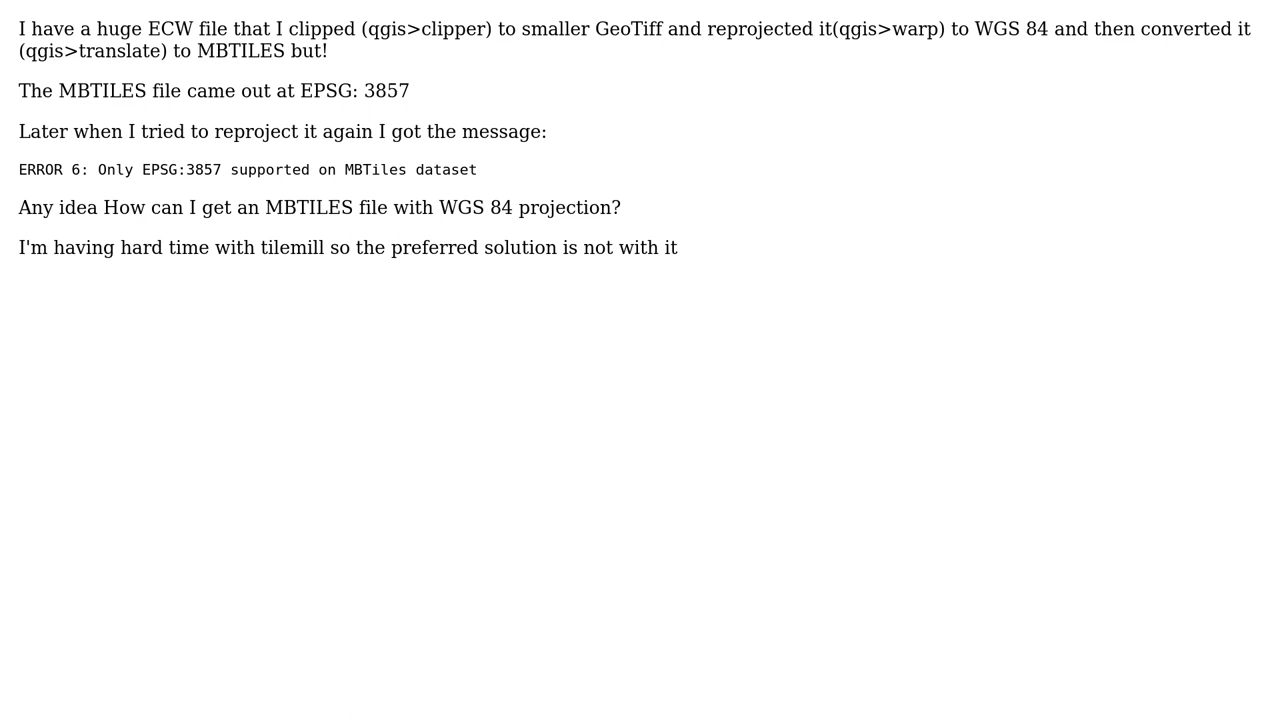 I have a huge ECW file that I clipped (qgis>clipper) to smaller GeoTiff and reprojected it(qgis>warp) to WGS 84 and then converted it
(qgis>translate) to MBTILES but!
The MBTILES file came out at EPSG: 3857
Later when I tried to reproject it again I got the message:
ERROR 6: Only EPSG:3857 supported on MBTiles dataset
Any idea How can I get an MBTILES file with WGS 84 projection?
I'm having hard time with tilemill so the preferred solution is not with it